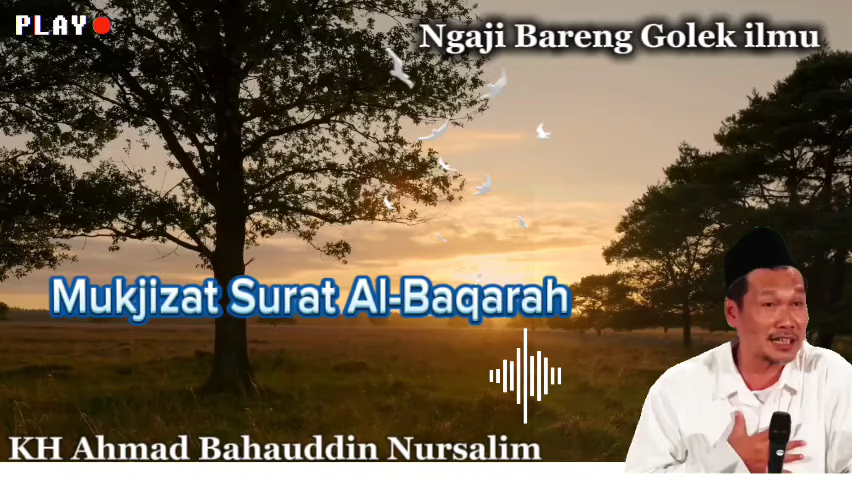 PLAY
Ngaji Bareng Golek ilmu
Mukjizat Surat Al-Baqarah
KH Ahmad Bahauddin Nursalim